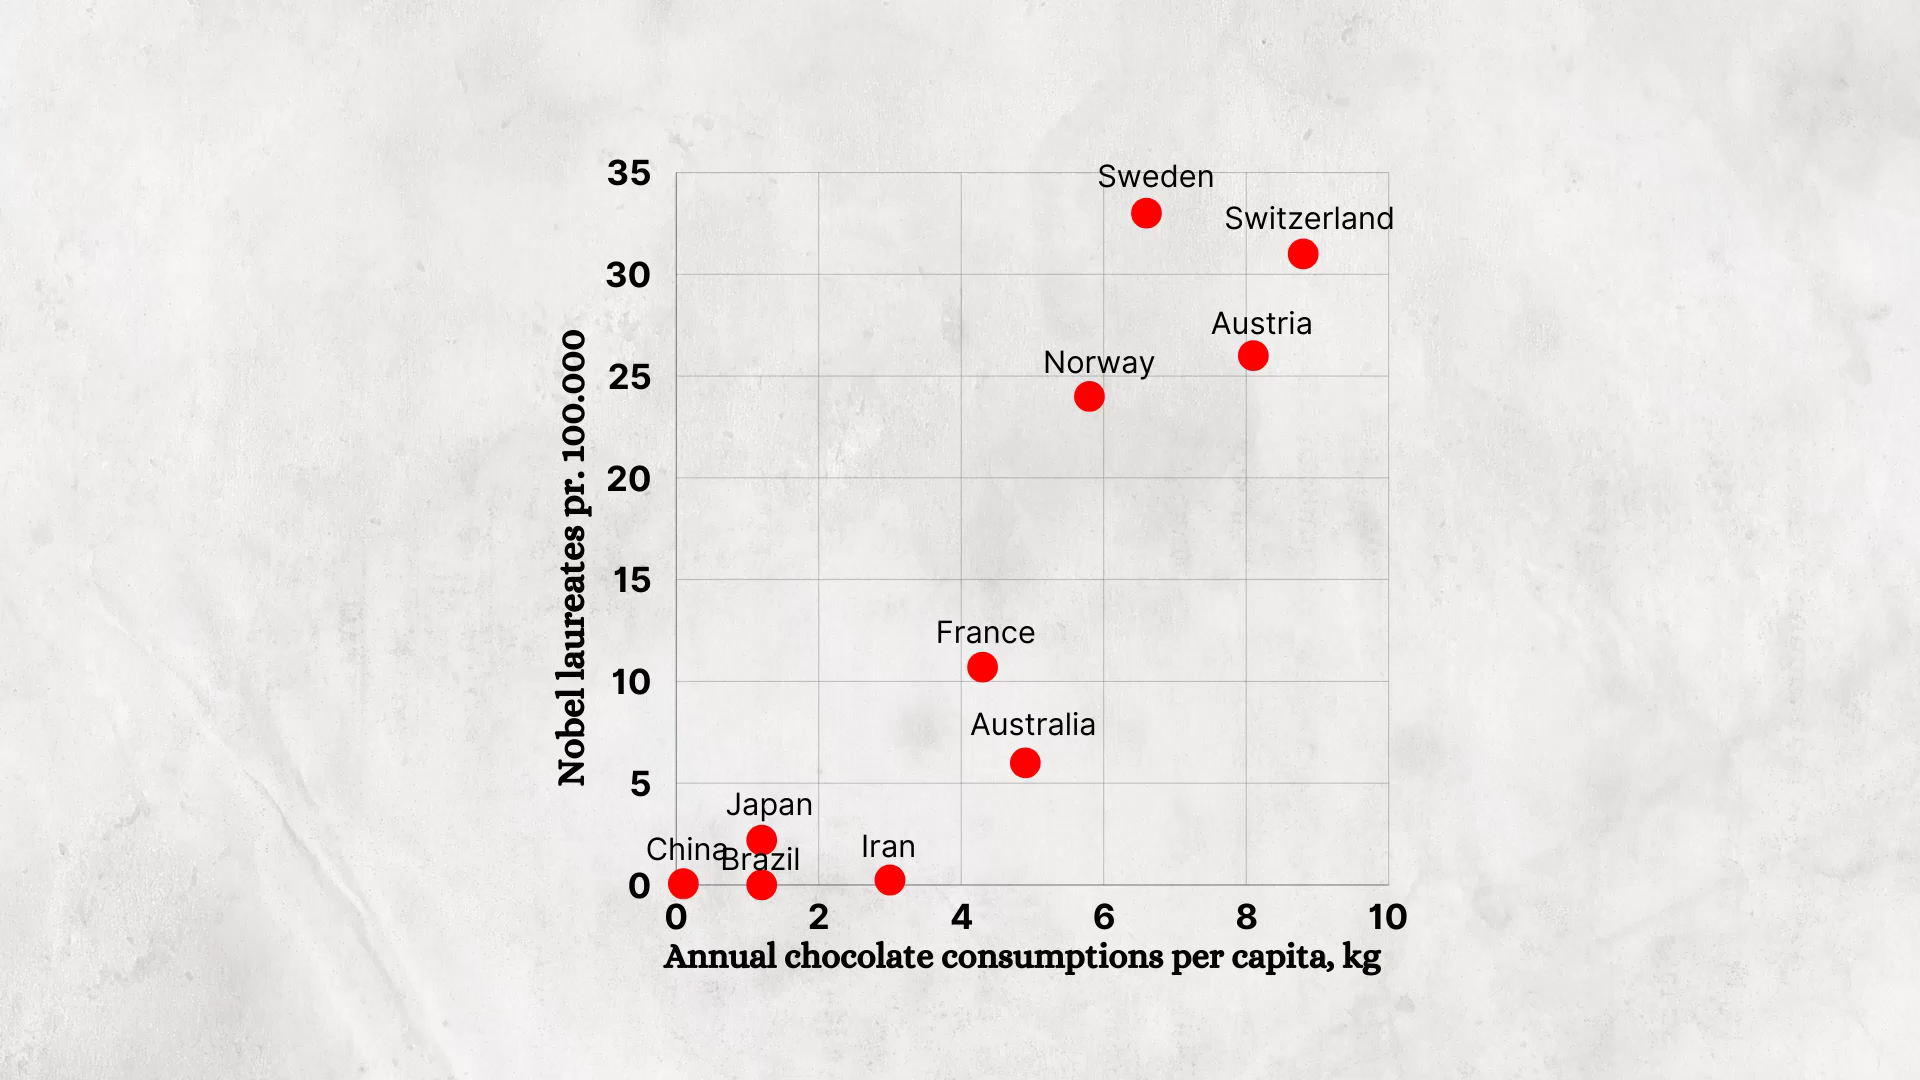 35
Sweden
Switzerland
30
Austria
Norway
25
20
15
France
10
Australia
5
Japan
China
Brazil
Iran
0
0 2 4 6 8 10
Annual chocolate consumptions per capita, kg
Nobel laureates pr. 100.000